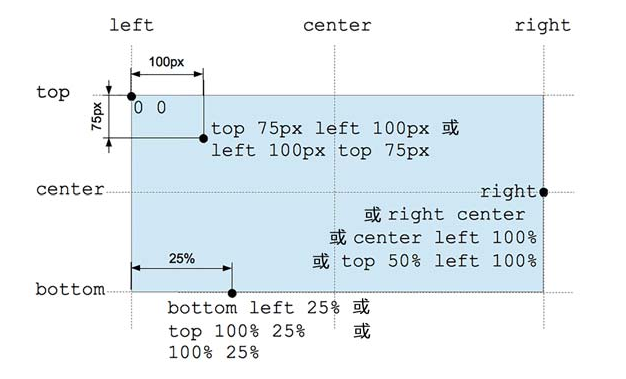 left center right
100px
top
75px
0 0
top 75px left 100px 或
left 100px top 75px
center
right
或 right center
或 center left 100%
或 top 50% left 100%
25%
bottom
bottom left 25% 或
top 100% 25% 或
100% 25%